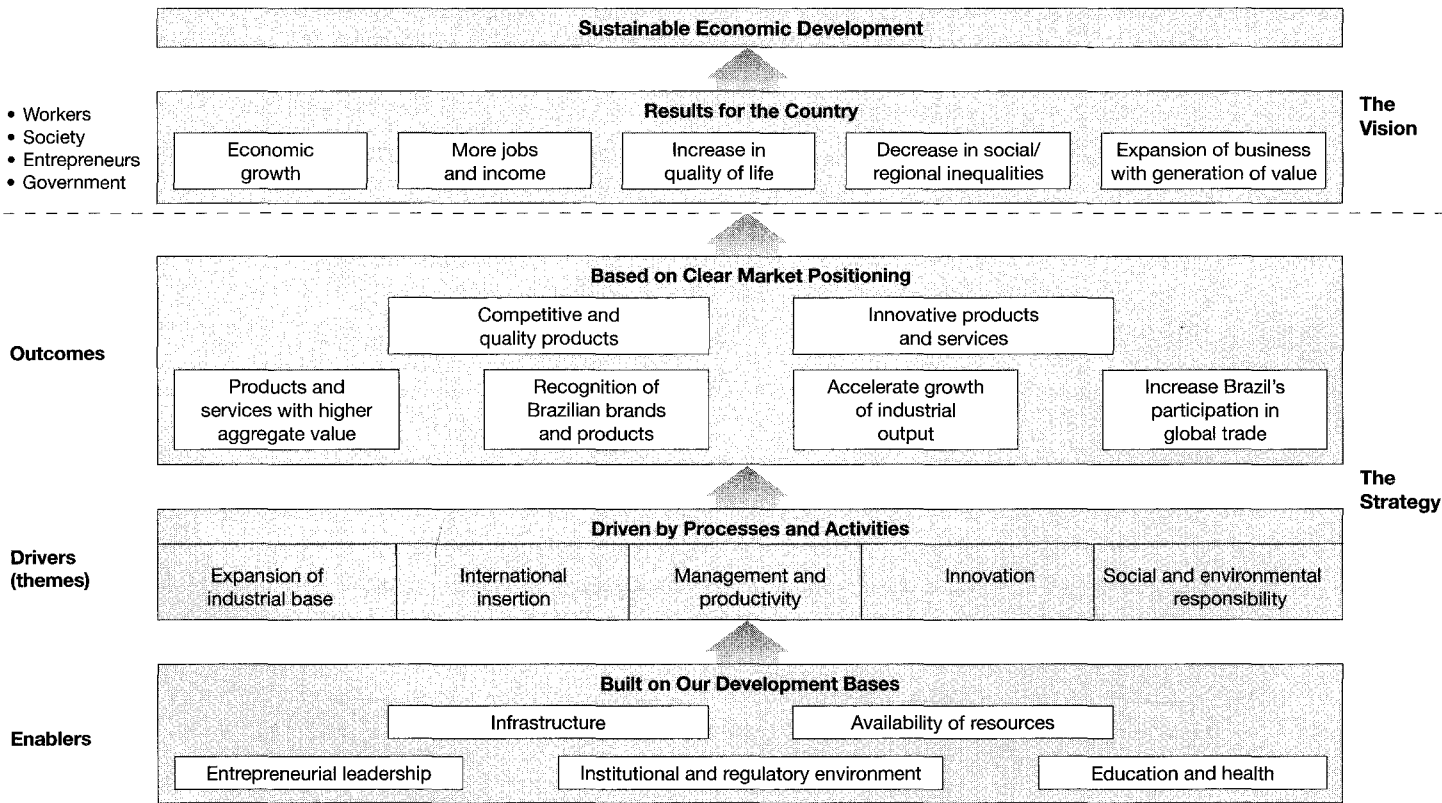 Sustainable Economic Development
• Workers
• Society
• Entrepreneurs
• Government
Results for the Country
Economic
growth
More jobs
and income
Increase in
quality of life
Decrease in social/
regional inequalities
Expansion of business
with generation of value
The
Vision
Outcomes
Based on Clear Market Positioning
Competitive and
quality products
Innovative products
and services
Products and
services with higher
aggregate value
Recognition of
Brazilian brands
and products
Accelerate growth
of industrial
output
Increase Brazil's
participation in
global trade
The
Strategy
Drivers
(themes)
Driven by Processes and Activities
Expansion of
industrial base
International
insertion
Management and
productivity
Innovation
Social and environmental
responsibility
Enablers
Built on Our Development Bases
Infrastructure
Availability of resources
Entrepreneurial leadership
Institutional and regulatory environment
Education and health